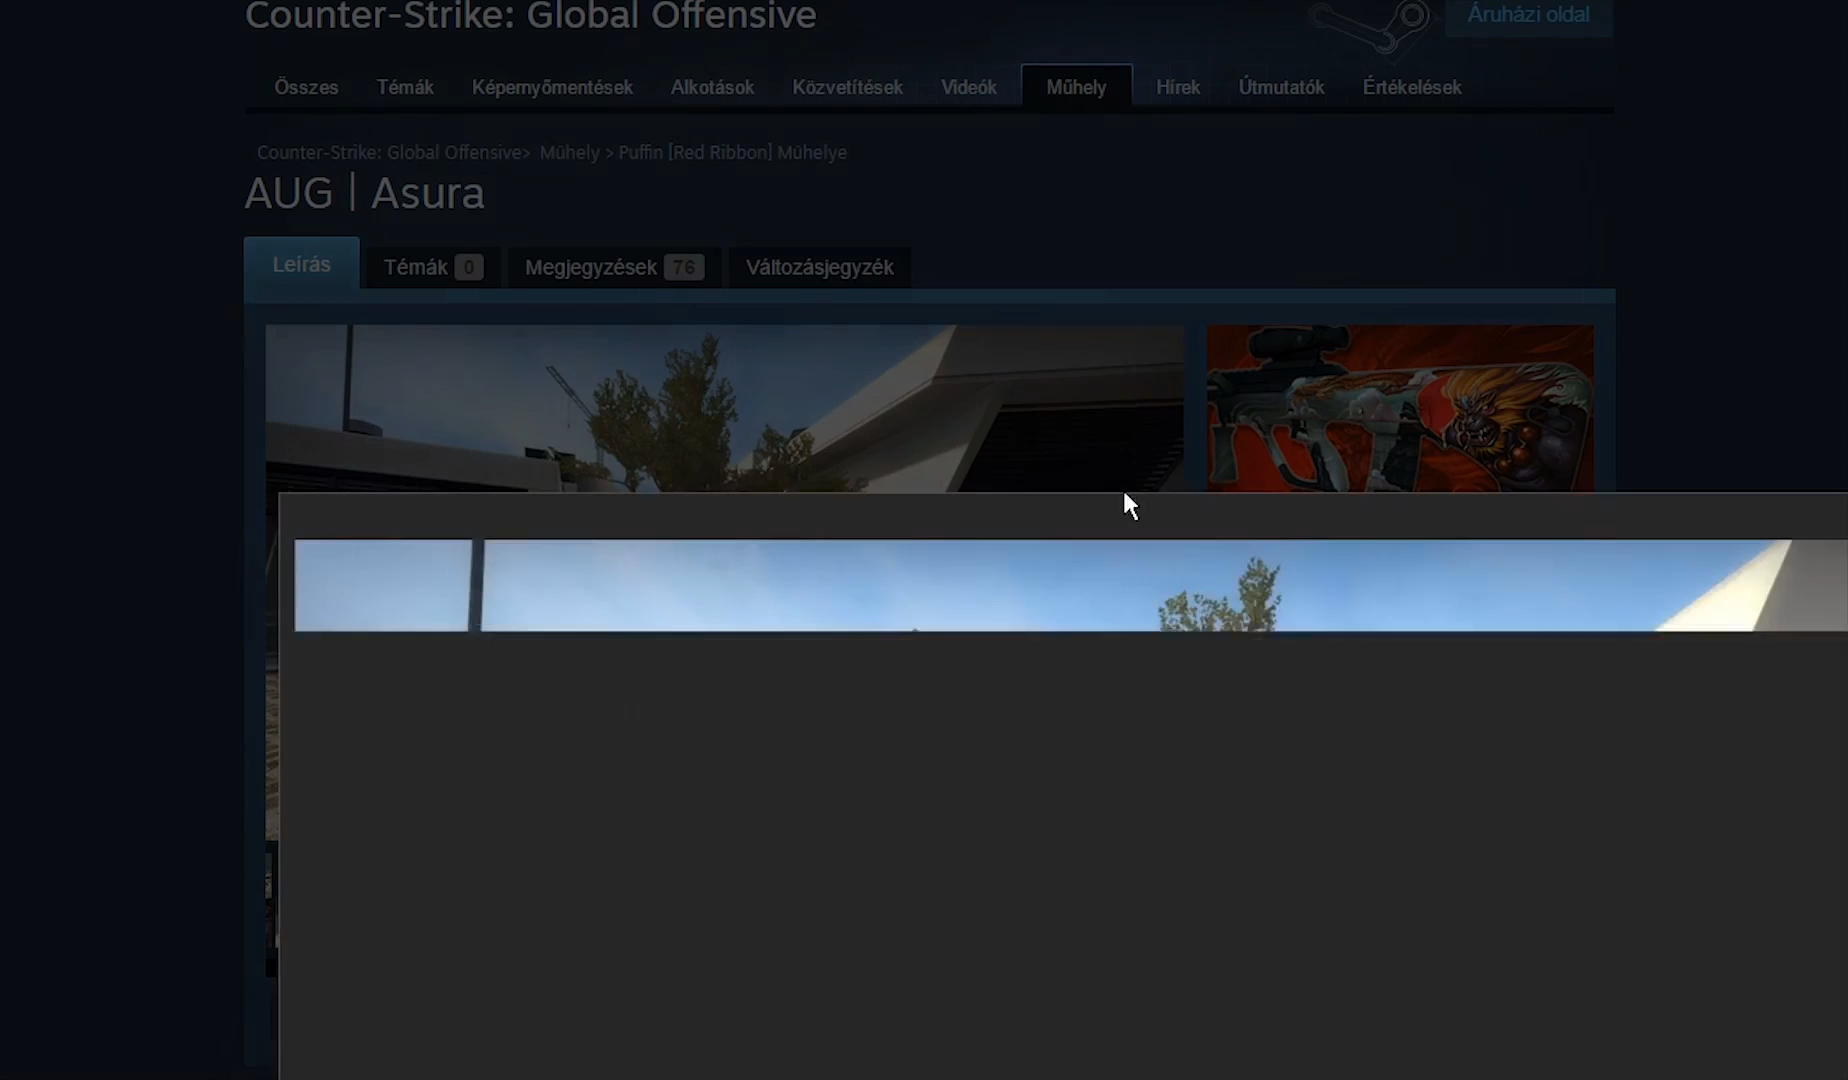 Counter-Strike: Global Offensive
Áruházi oldal
Összes Témák Képernyőmentések Alkotások Közvetítések Videók Műhely Hírek Útmutatók Értékelések
Counter-Strike: Global Offensive> Műhely > Puffin [Red Ribbon] Műhelye
AUG | Asura
Leírás Témák 0 Megjegyzések 76 Változásjegyzék